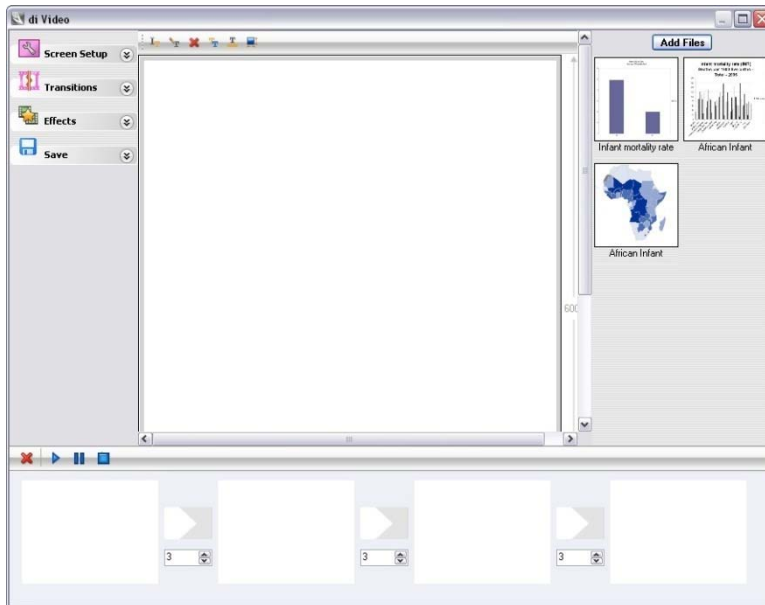 di Video
Screen Setup
Transitions
Effects
Save
Add Files
Infant mortality rate
African Infant
African Infant
600
3
3
3